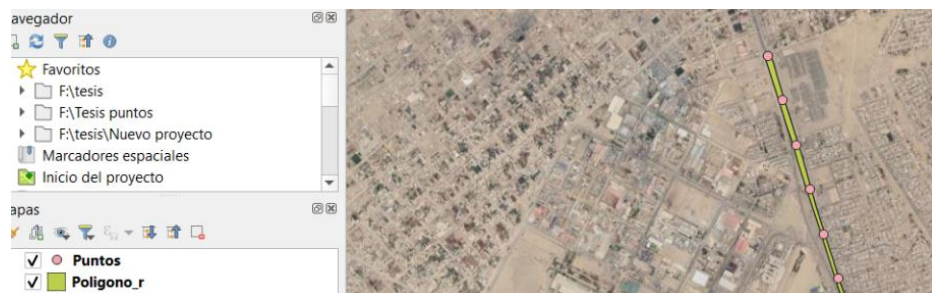 avegador
Favoritos
F:\tesis
F:\Tesis puntos
F:\tesis\Nuevo proyecto
Marcadores espaciales
Inicio del proyecto
apas
Puntos
Poligono_r